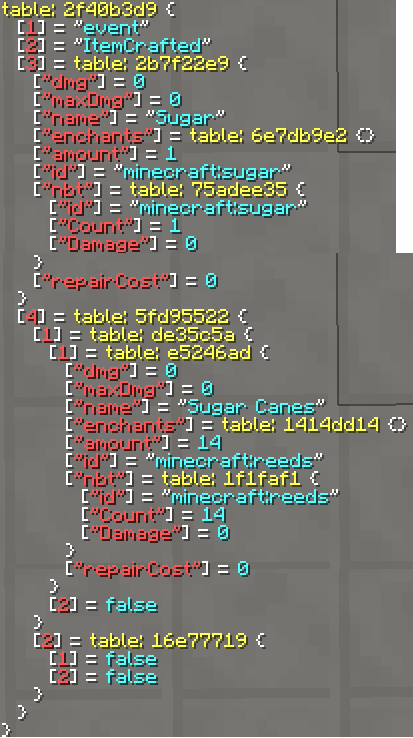 table: 2f40b3d9 {
[1] = "event"
[2] = "ItemCrafted"
[3] = table: 2b7f22e9 {
["dmg"] = 0
["maxDmg"] = 0
["name"] = "Sugar"
["enchants"] = table: 6e7db9e2 {}
["amount"] = 1
["id"] = "minecraft:sugar"
["nbt"] = table: 75adee35 {
["id"] = "minecraft:sugar"
["Count"] = 1
["Damage"] = 0
}
["repairCost"] = 0
}
[4] = table: 5fd95522 {
[1] = table: de35c5a {
[1] = table: e5246ad {
["dmg"] = 0
["maxDmg"] = 0
["name"] = "Sugar Canes"
["enchants"] = table: 1414dd14 {}
["amount"] = 14
["id"] = "minecraft:reeds"
["nbt"] = table: 1f1faf1 {
["id"] = "minecraft:reeds"
["Count"] = 14
["Damage"] = 0
}
["repairCost"] = 0
}
[2] = false
}
[2] = table: 16e77719 {
[1] = false
[2] = false
}
}
}